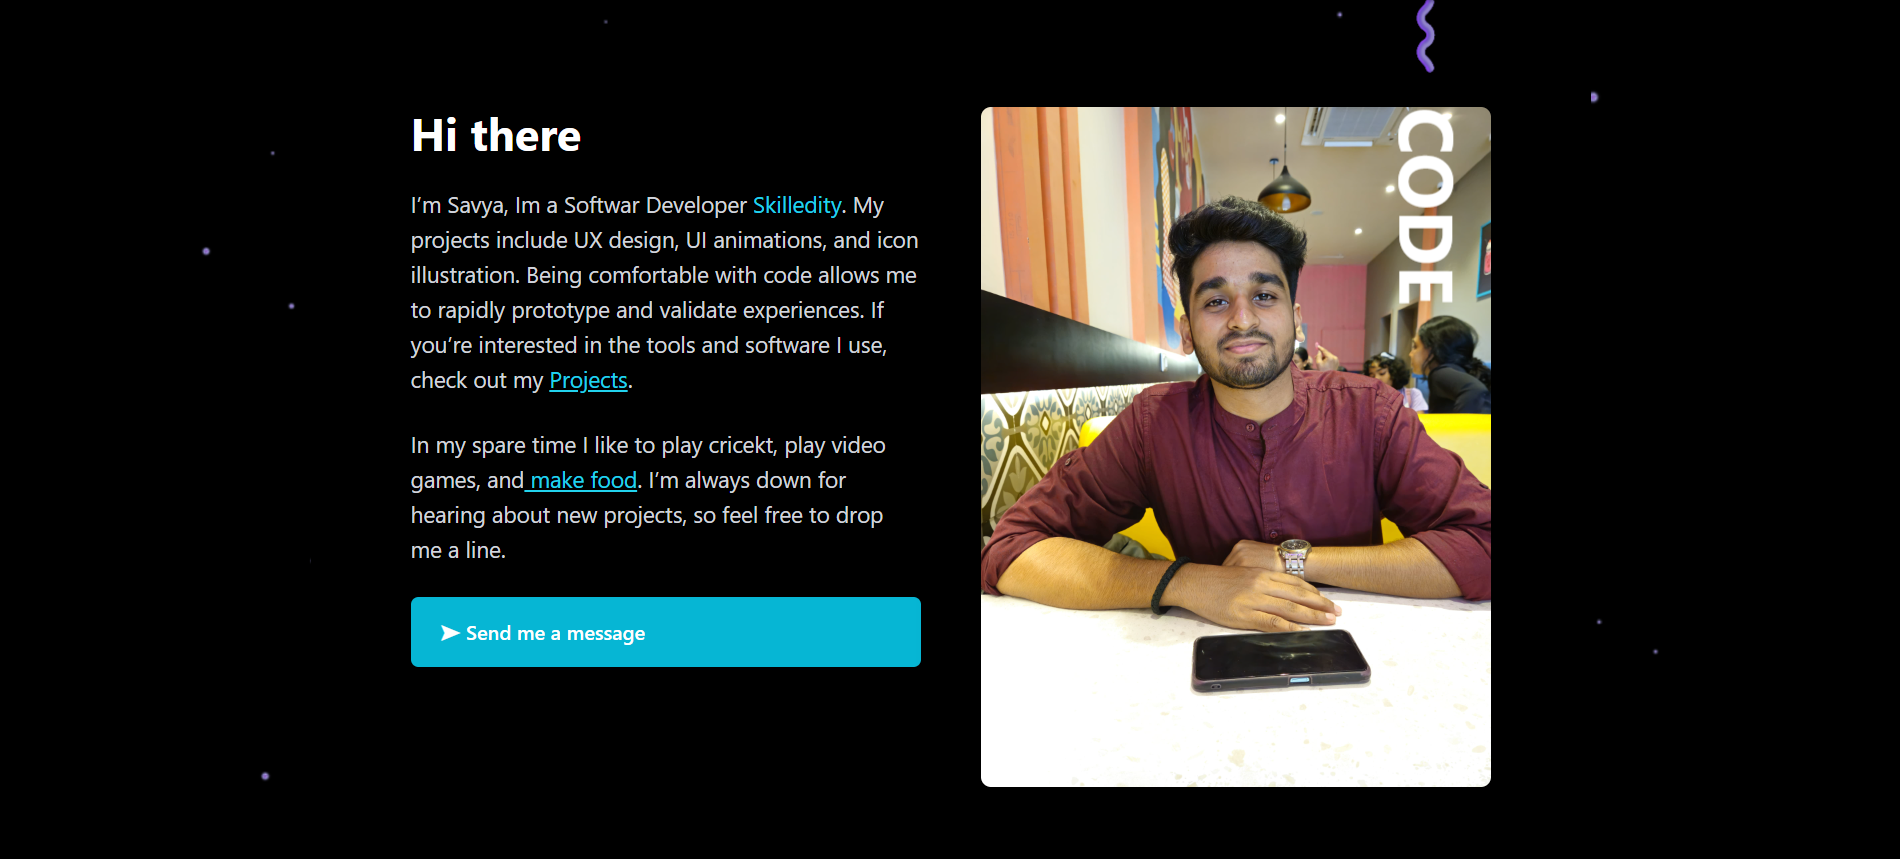 Hi there
I’m Savya, Im a Softwar Developer Skilledity. My
projects include UX design, UI animations, and icon
illustration. Being comfortable with code allows me
to rapidly prototype and validate experiences. If
you’re interested in the tools and software I use,
check out my Projects.
In my spare time I like to play cricekt, play video
games, and make food. I’m always down for
hearing about new projects, so feel free to drop
me a line.
Send me a message
CODE